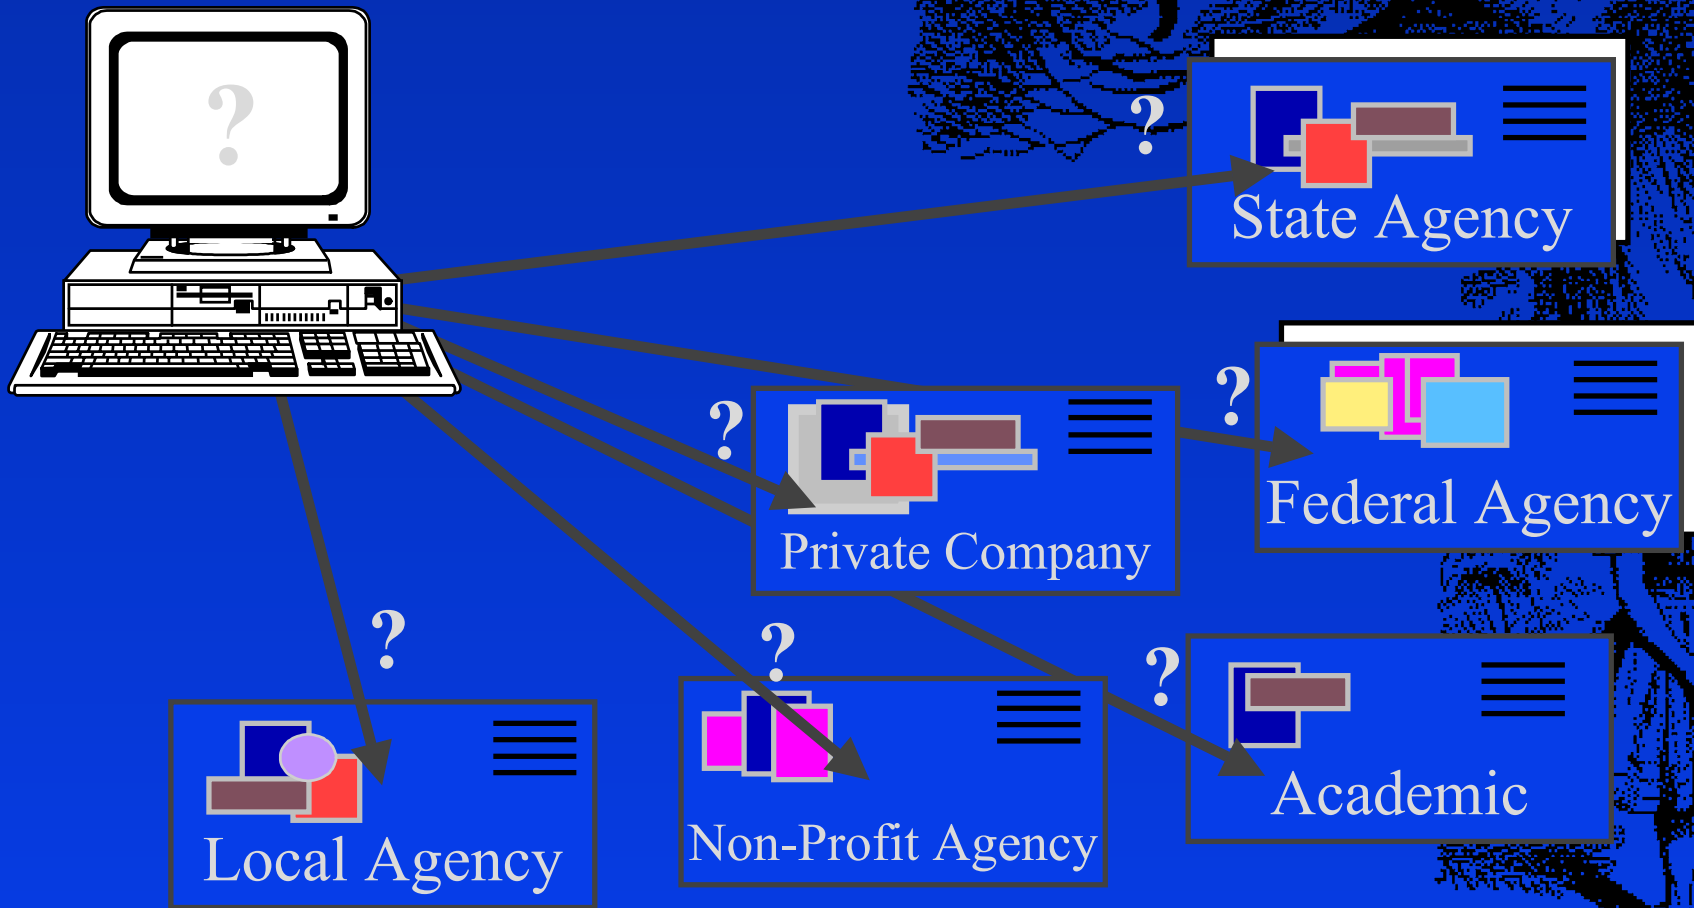 ?
?
State Agency
?
Federal Agency
?
Private Company
?
Local Agency
?
Non-Profit Agency
?
Academic